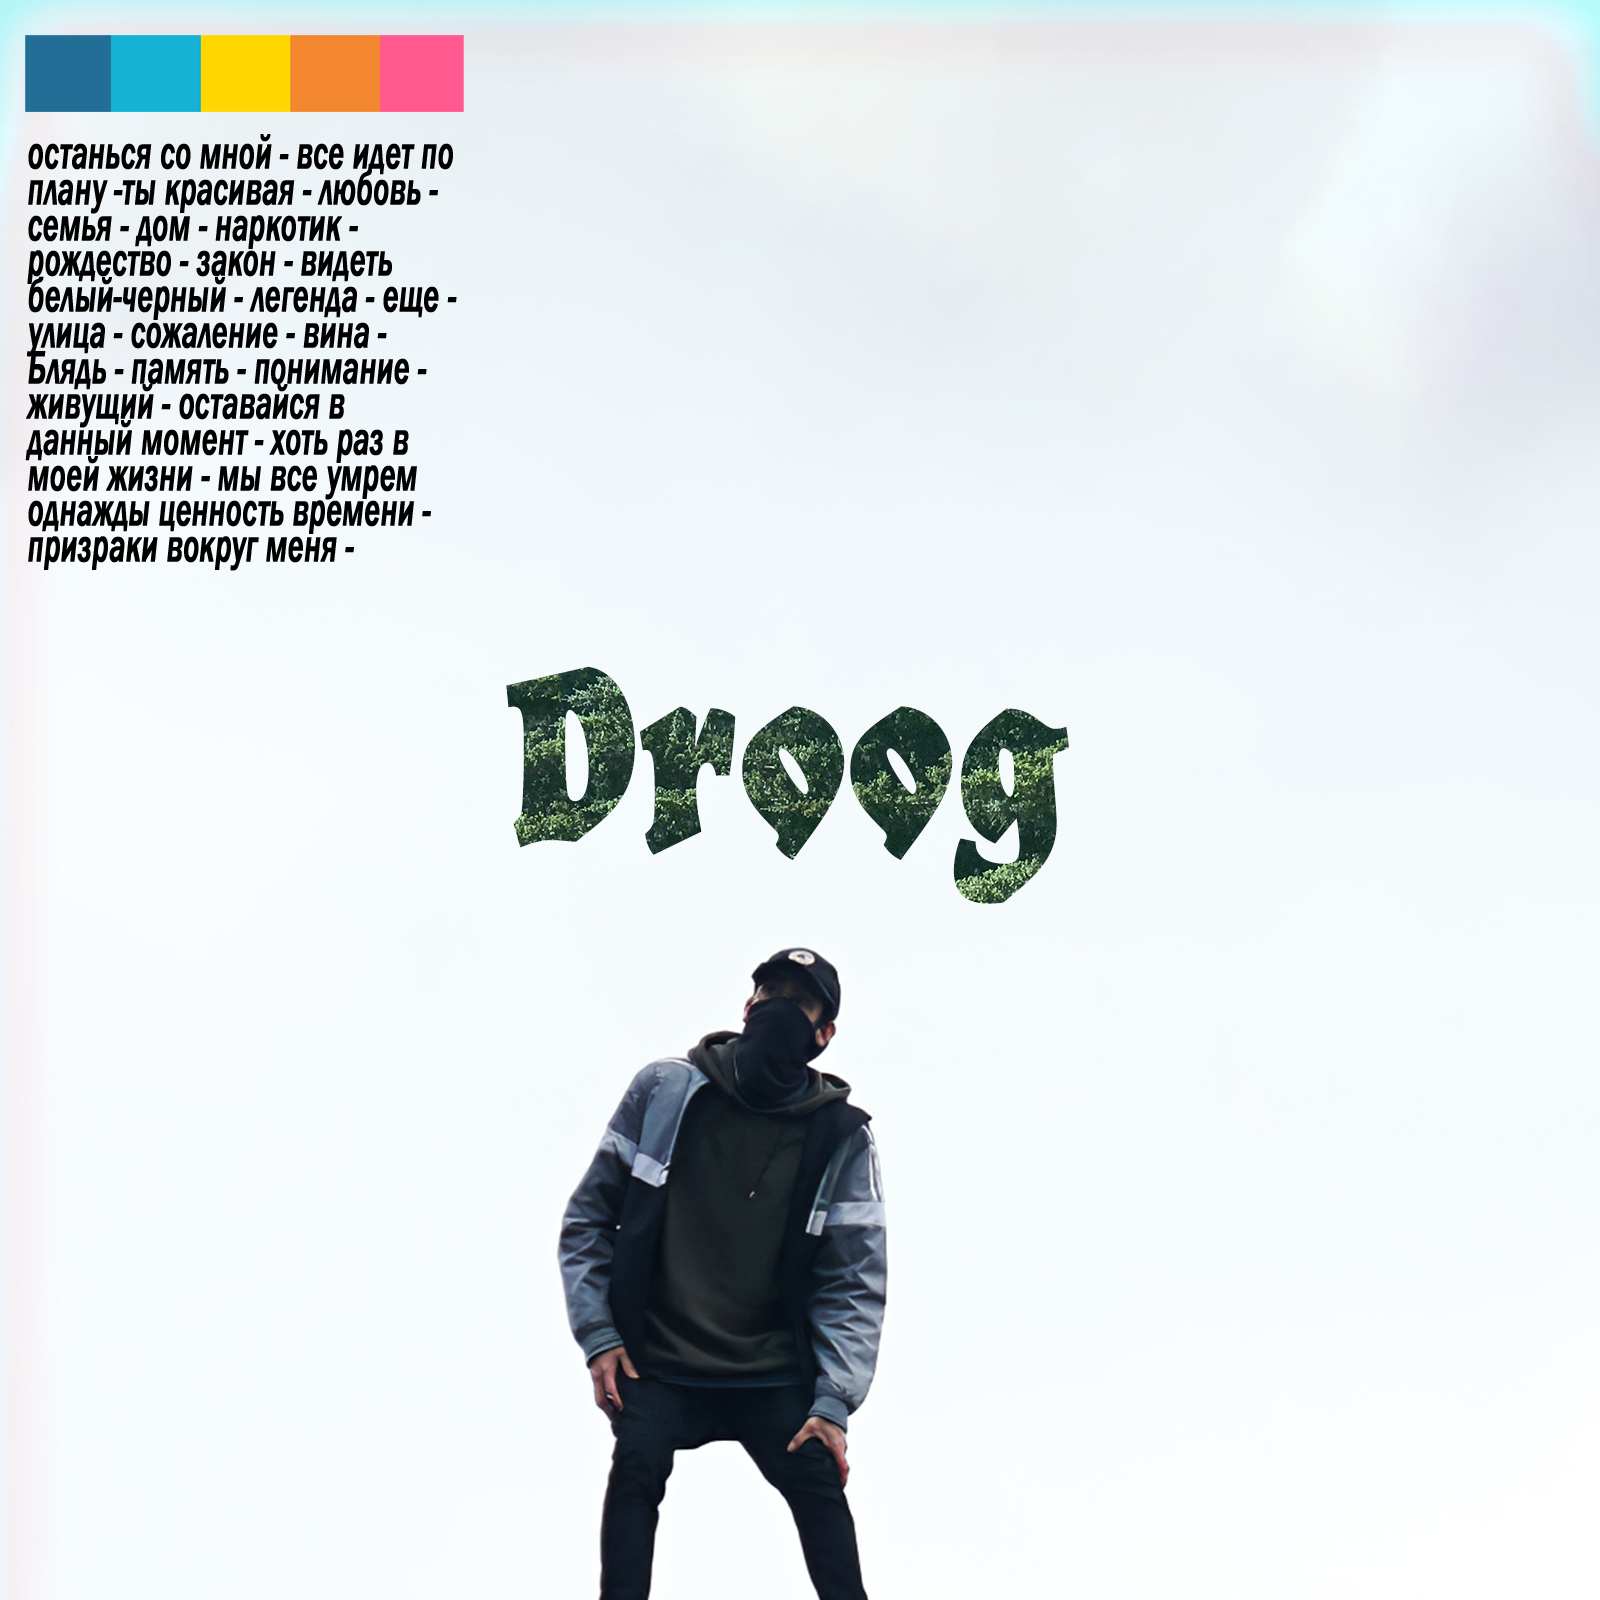 останься со мной - все идет по
плану -ты красивая - любовь -
семья - дом - наркотик -
рождество - закон - видеть
белый-черный - легенда - еще -
улица - сожаление - вина -
Блядь - память - понимание -
живущий - оставайся в
данный момент - хоть раз в
моей жизни - мы все умрем
однажды ценность времени -
призраки вокруг меня -
Droog